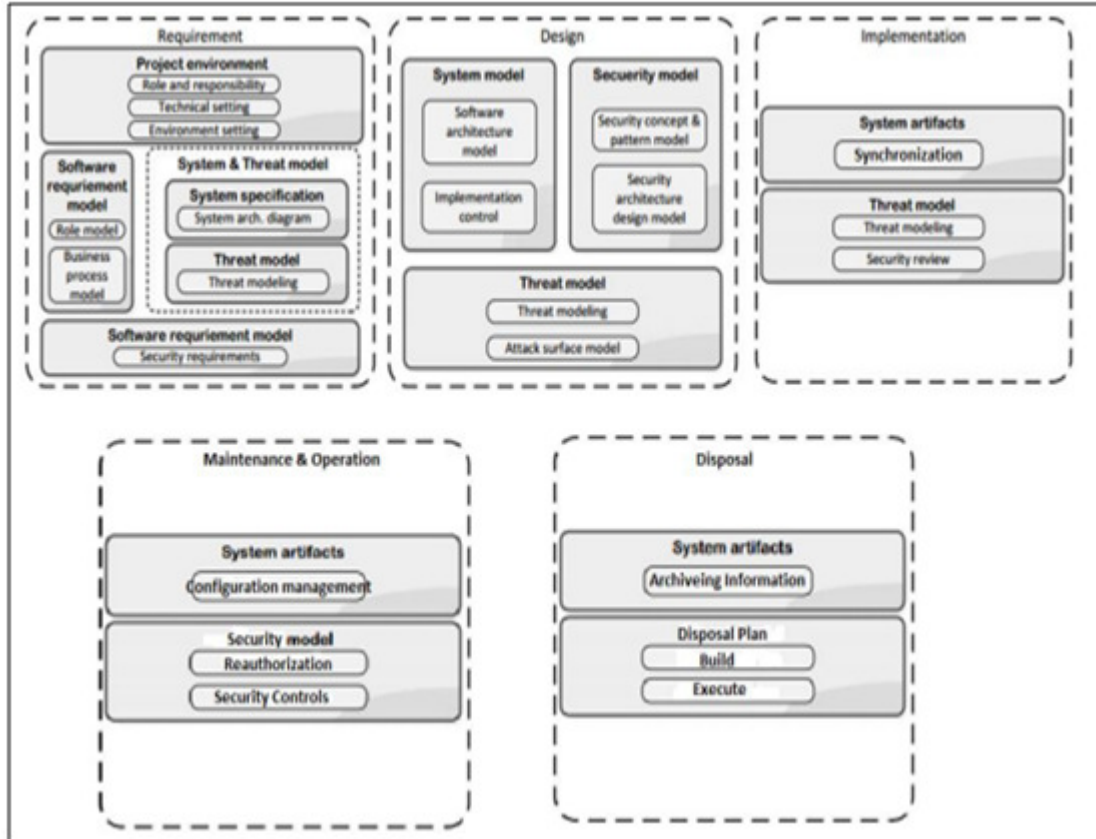 Requirement
Project environment
Role and responsibility
Technical setting
Environment setting
Software
requriement
model
Role model
Business
process
model
System & Threat model
System specification
System arch. diagram
Threat model
Threat modeling
Software requriement model
Security requirements
Design
System model
Software
architecture
model
Implementation
control
Secuerity model
Security concept &
pattern model
Security
architecture
design model
Threat model
Threat modeling
Attack surface model
Implementation
System artifacts
Synchronization
Threat model
Threat modeling
Security review
Maintenance & Operation
System artifacts
Configuration management
Security model
Reauthorization
Security Controls
Disposal
System artifacts
Archiveing Information
Disposal Plan
Build
Execute